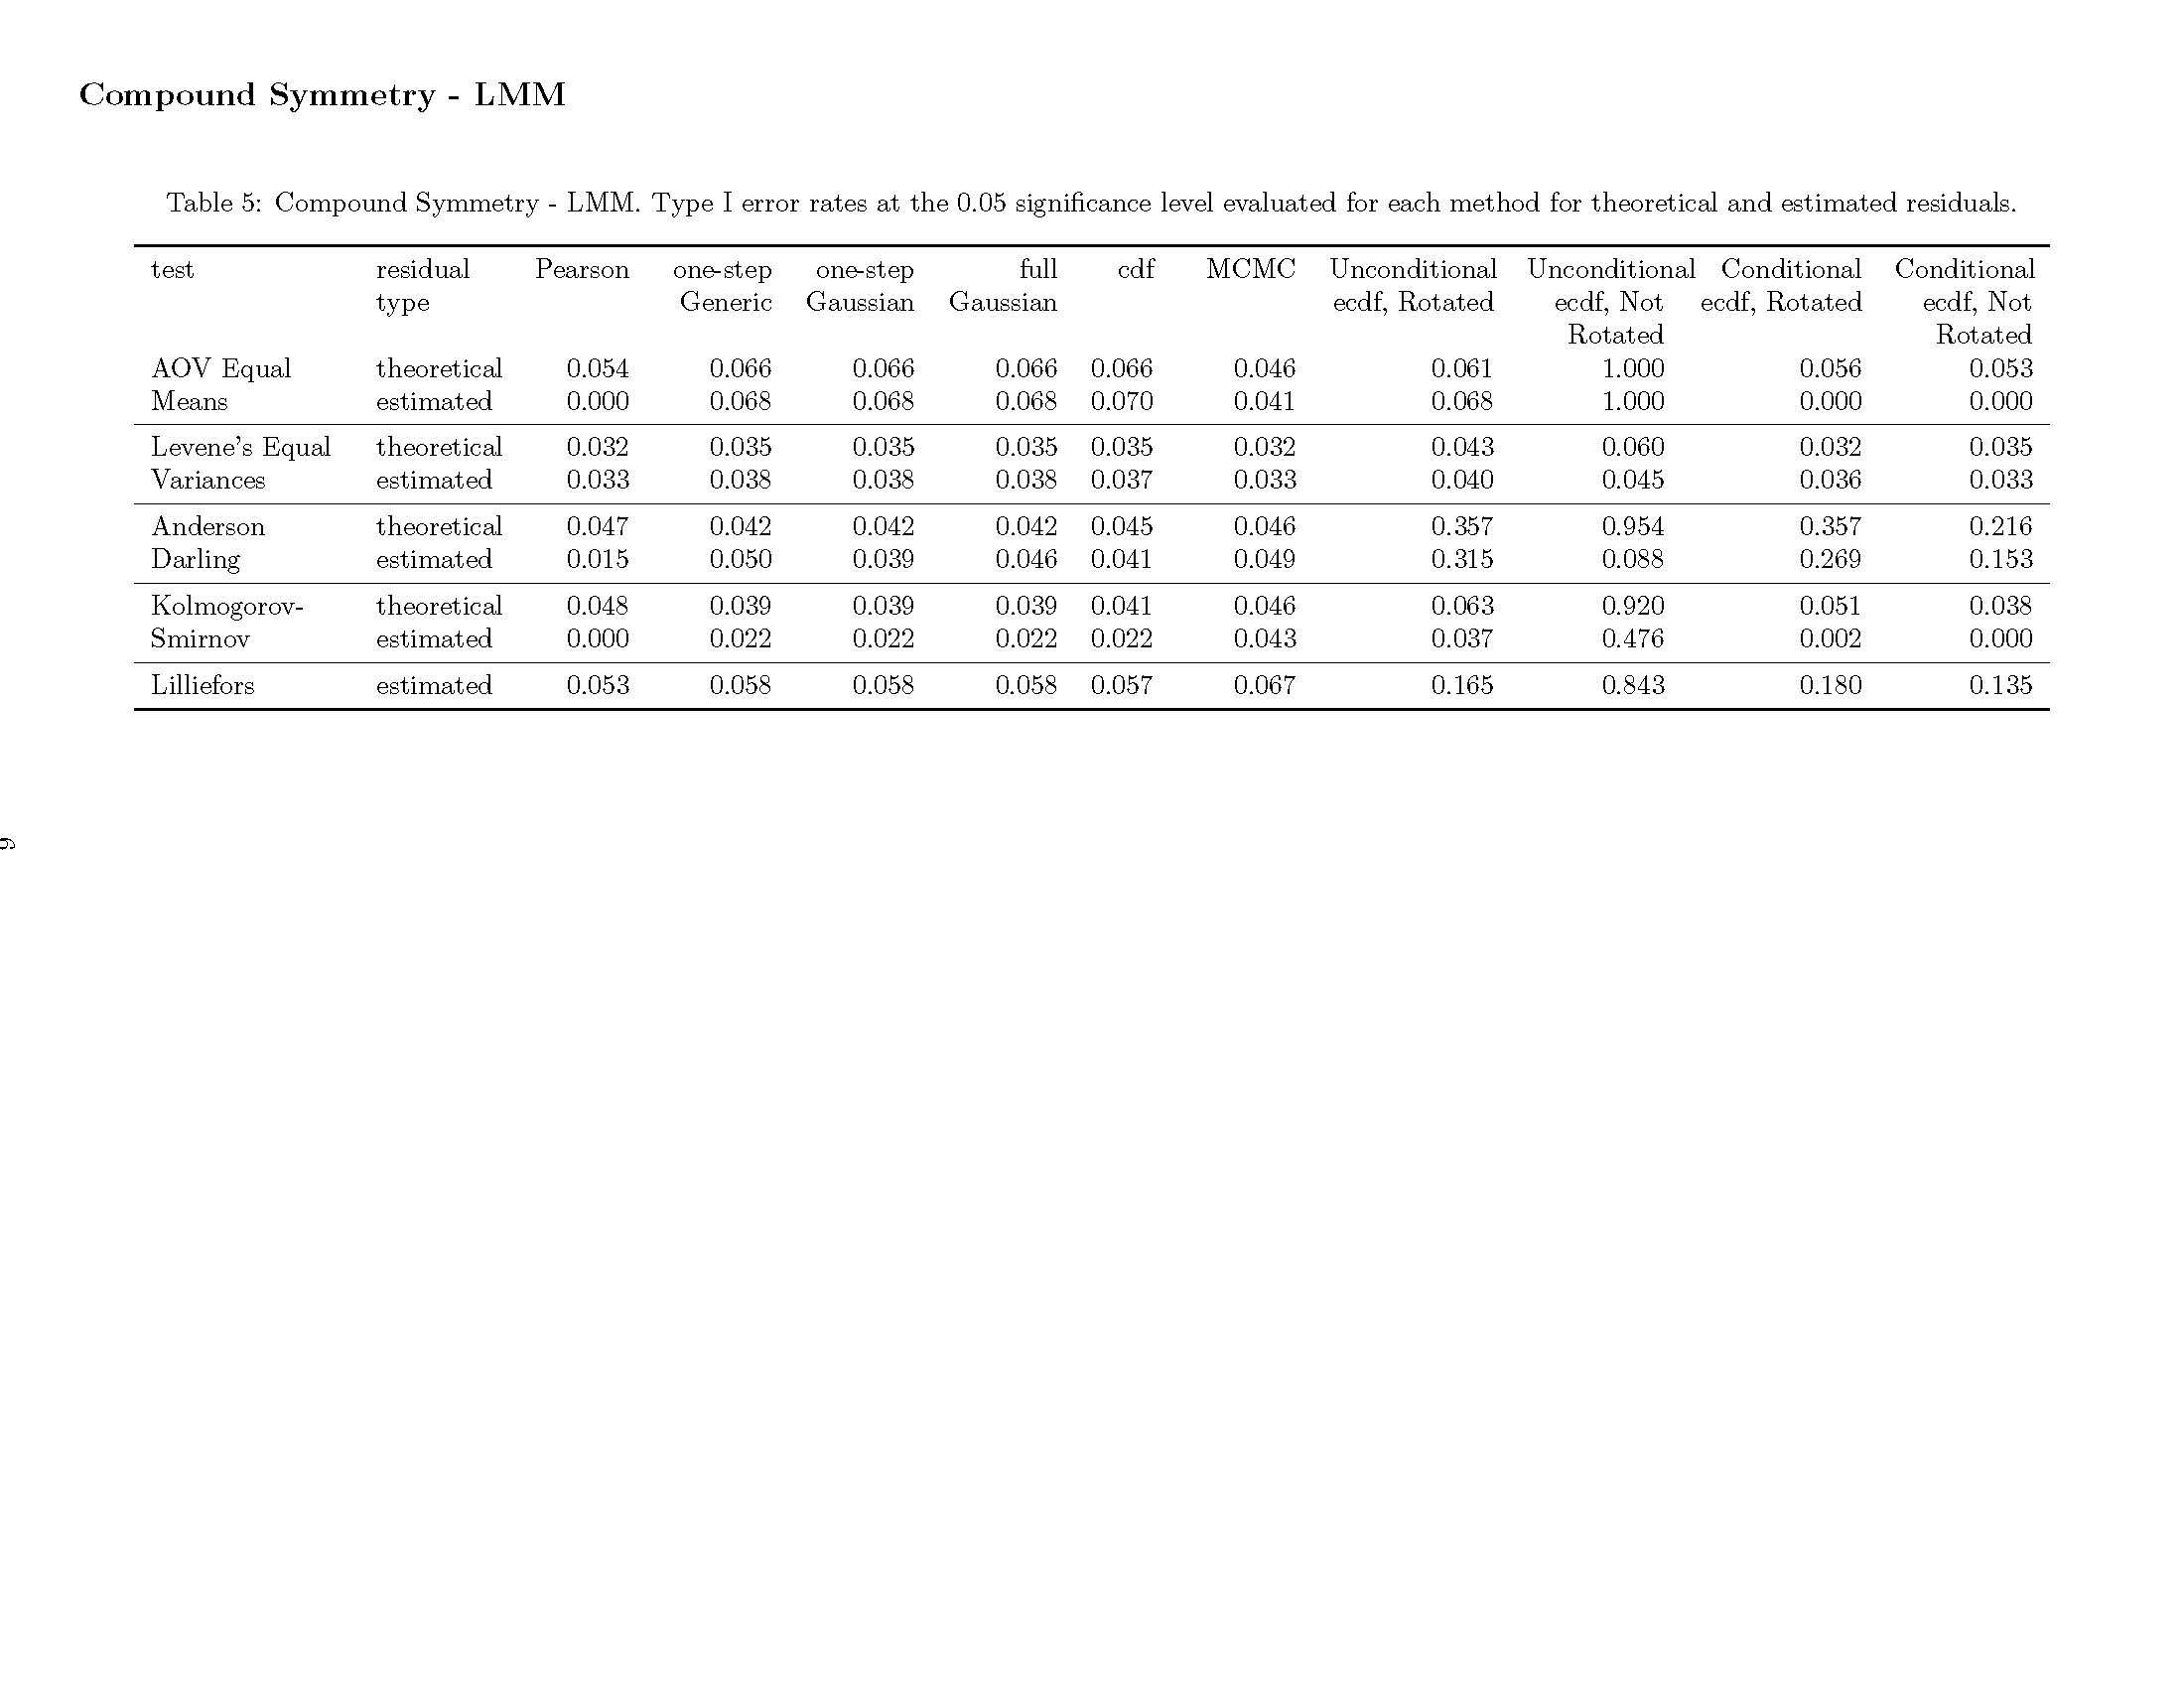 Compound Symmetry - LMM
Table 5: Compound Symmetry - LMM. Type I error rates at the 0.05 significance level evaluated for each method for theoretical and estimated residuals.
test residual Pearson one-step one-step full cdf MCMC Unconditional Unconditional Conditional Conditional
type Generic Gaussian Gaussian ecdf, Rotated ecdf, Not ecdf, Rotated ecdf, Not
Rotated Rotated
AOV Equal theoretical 0.054 0.066 0.066 0.066 0.066 0.046 0.061 1.000 0.056 0.053
Means estimated 0.000 0.068 0.068 0.068 0.070 0.041 0.068 1.000 0.000 0.000
Levene's Equal theoretical 0.032 0.035 0.035 0.035 0.035 0.032 0.043 0.060 0.032 0.035
Variances estimated 0.033 0.038 0.038 0.038 0.037 0.033 0.040 0.045 0.036 0.033
Anderson theoretical 0.047 0.042 0.042 0.042 0.045 0.046 0.357 0.954 0.357 0.216
Darling estimated 0.015 0.050 0.039 0.046 0.041 0.049 0.315 0.088 0.269 0.153
Kolmogorov- theoretical 0.048 0.039 0.039 0.039 0.041 0.046 0.063 0.920 0.051 0.038
Smirnov estimated 0.000 0.022 0.022 0.022 0.022 0.043 0.037 0.476 0.002 0.000
Lilliefors estimated 0.053 0.058 0.058 0.058 0.057 0.067 0.165 0.843 0.180 0.135
9